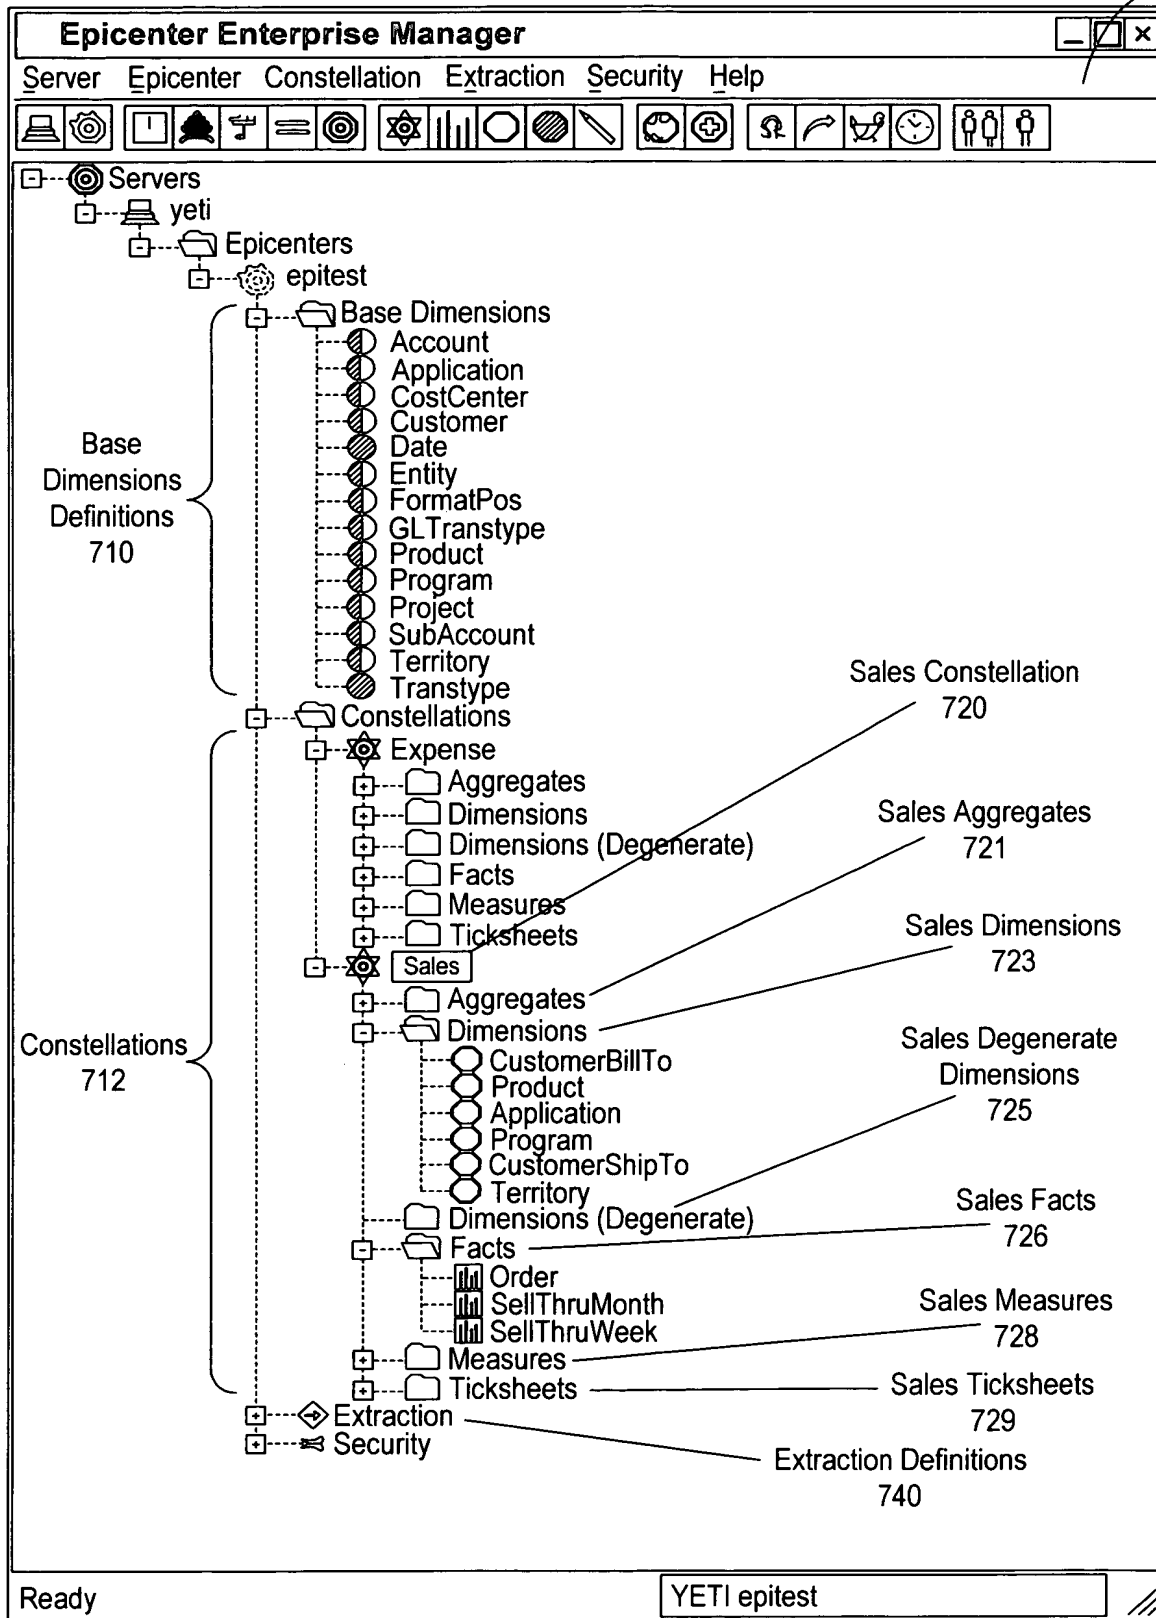 Epicenter Enterprise Manager
Server Epicenter Constellation Extraction Security Help
Servers
yeti
Epicenters
epitest
Base Dimensions
Account
Application
CostCenter
Customer
Date
Entity
FormatPos
GLTranstype
Product
Program
Project
SubAccount
Territory
Transtype
Base
Dimensions
Definitions
710
Constellations
Expense
Aggregates
Dimensions
Dimensions (Degenerate)
Facts
Measures
Ticksheets
Sales
Aggregates
Dimensions
CustomerBillTo
Product
Application
Program
CustomerShipTo
Territory
Dimensions (Degenerate)
Facts
Order
SellThruMonth
SellThruWeek
Measures
Ticksheets
Constellations
712
Extraction
Security
Sales Constellation
720
Sales Aggregates
721
Sales Dimensions
723
Sales Degenerate
Dimensions
725
Sales Facts
726
Sales Measures
728
Sales Ticksheets
729
Extraction Definitions
740
Ready
YETI epitest